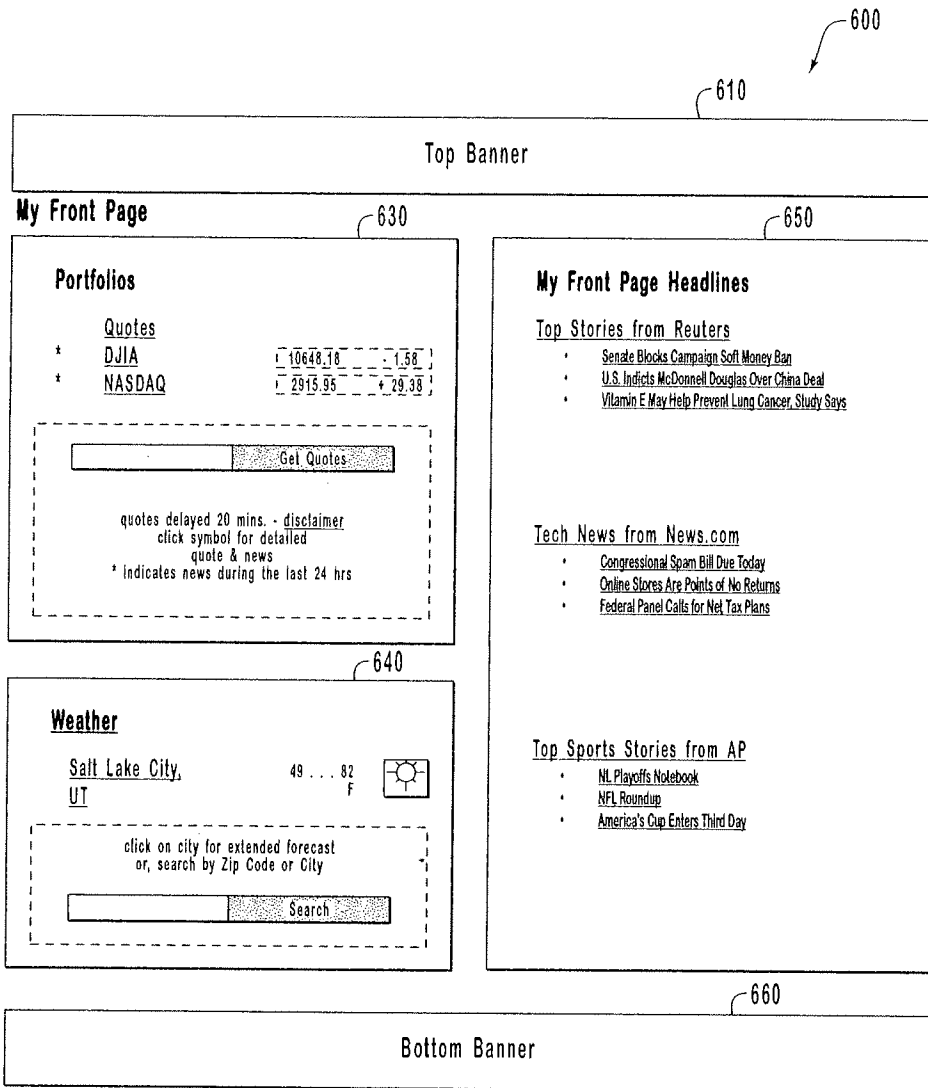 600
610
Top Banner
My Front Page
630
Portfolios
Quotes
* DJIA 10648.18 - 1.58
* NASDAQ 2915.95 + 29.38
Get Quotes
quotes delayed 20 mins. - disclaimer
click symbol for detailed
quote & news
* indicates news during the last 24 hrs
640
Weather
Salt Lake City, 49 . . . 82
UT F
click on city for extended forecast
or, search by Zip Code or City
Search
650
My Front Page Headlines
Top Stories from Reuters
• Senate Blocks Campaign Soft Money Ban
• U.S. Indicts McDonnell Douglas Over China Deal
• Vitamin E May Help Prevent Lung Cancer, Study Says
Tech News from News.com
• Congressional Spam Bill Due Today
• Online Stores Are Points of No Returns
• Federal Panel Calls for Net Tax Plans
Top Sports Stories from AP
• NL Playoffs Notebook
• NFL Roundup
• America's Cup Enters Third Day
660
Bottom Banner